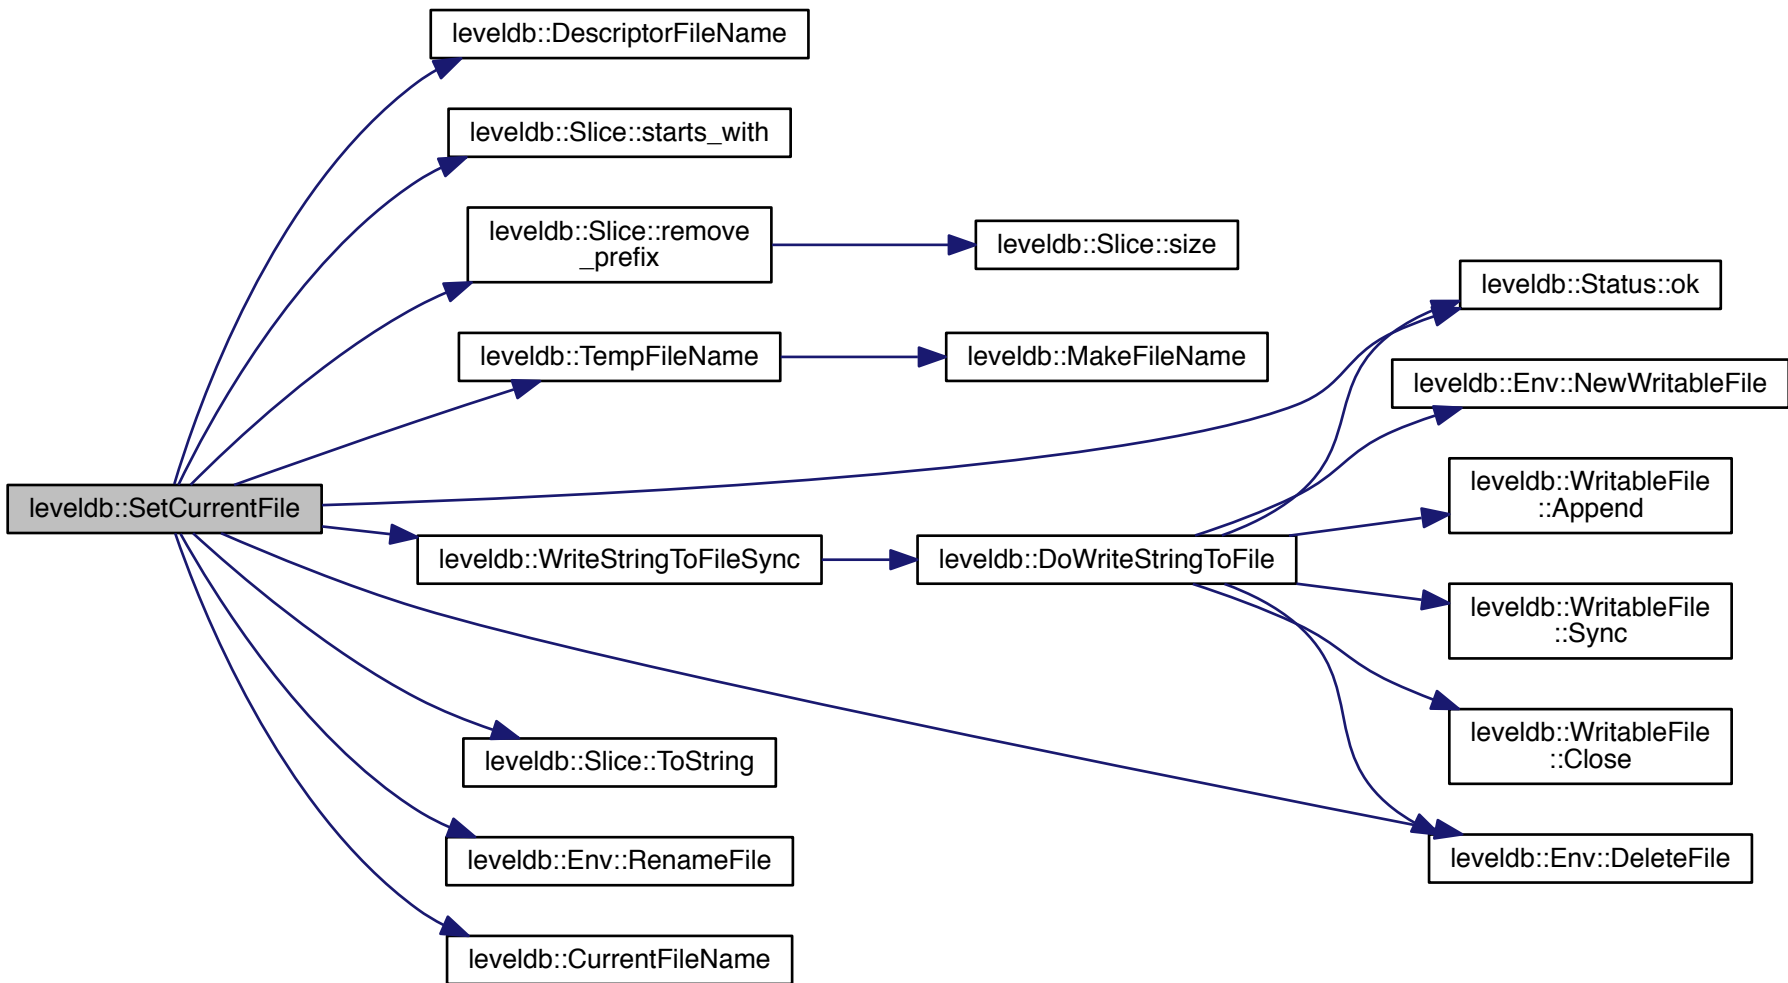 leveldb::DescriptorFileName
leveldb::Slice::starts_with
leveldb::Slice::remove
_prefix
leveldb::Slice::size
leveldb::Status::ok
leveldb::TempFileName
leveldb::MakeFileName
leveldb::Env::NewWritableFile
leveldb::SetCurrentFile
leveldb::WritableFile
::Append
leveldb::WriteStringToFileSync
leveldb::DoWriteStringToFile
leveldb::WritableFile
::Sync
leveldb::WritableFile
::Close
leveldb::Slice::ToString
leveldb::Env::RenameFile
leveldb::Env::DeleteFile
leveldb::CurrentFileName